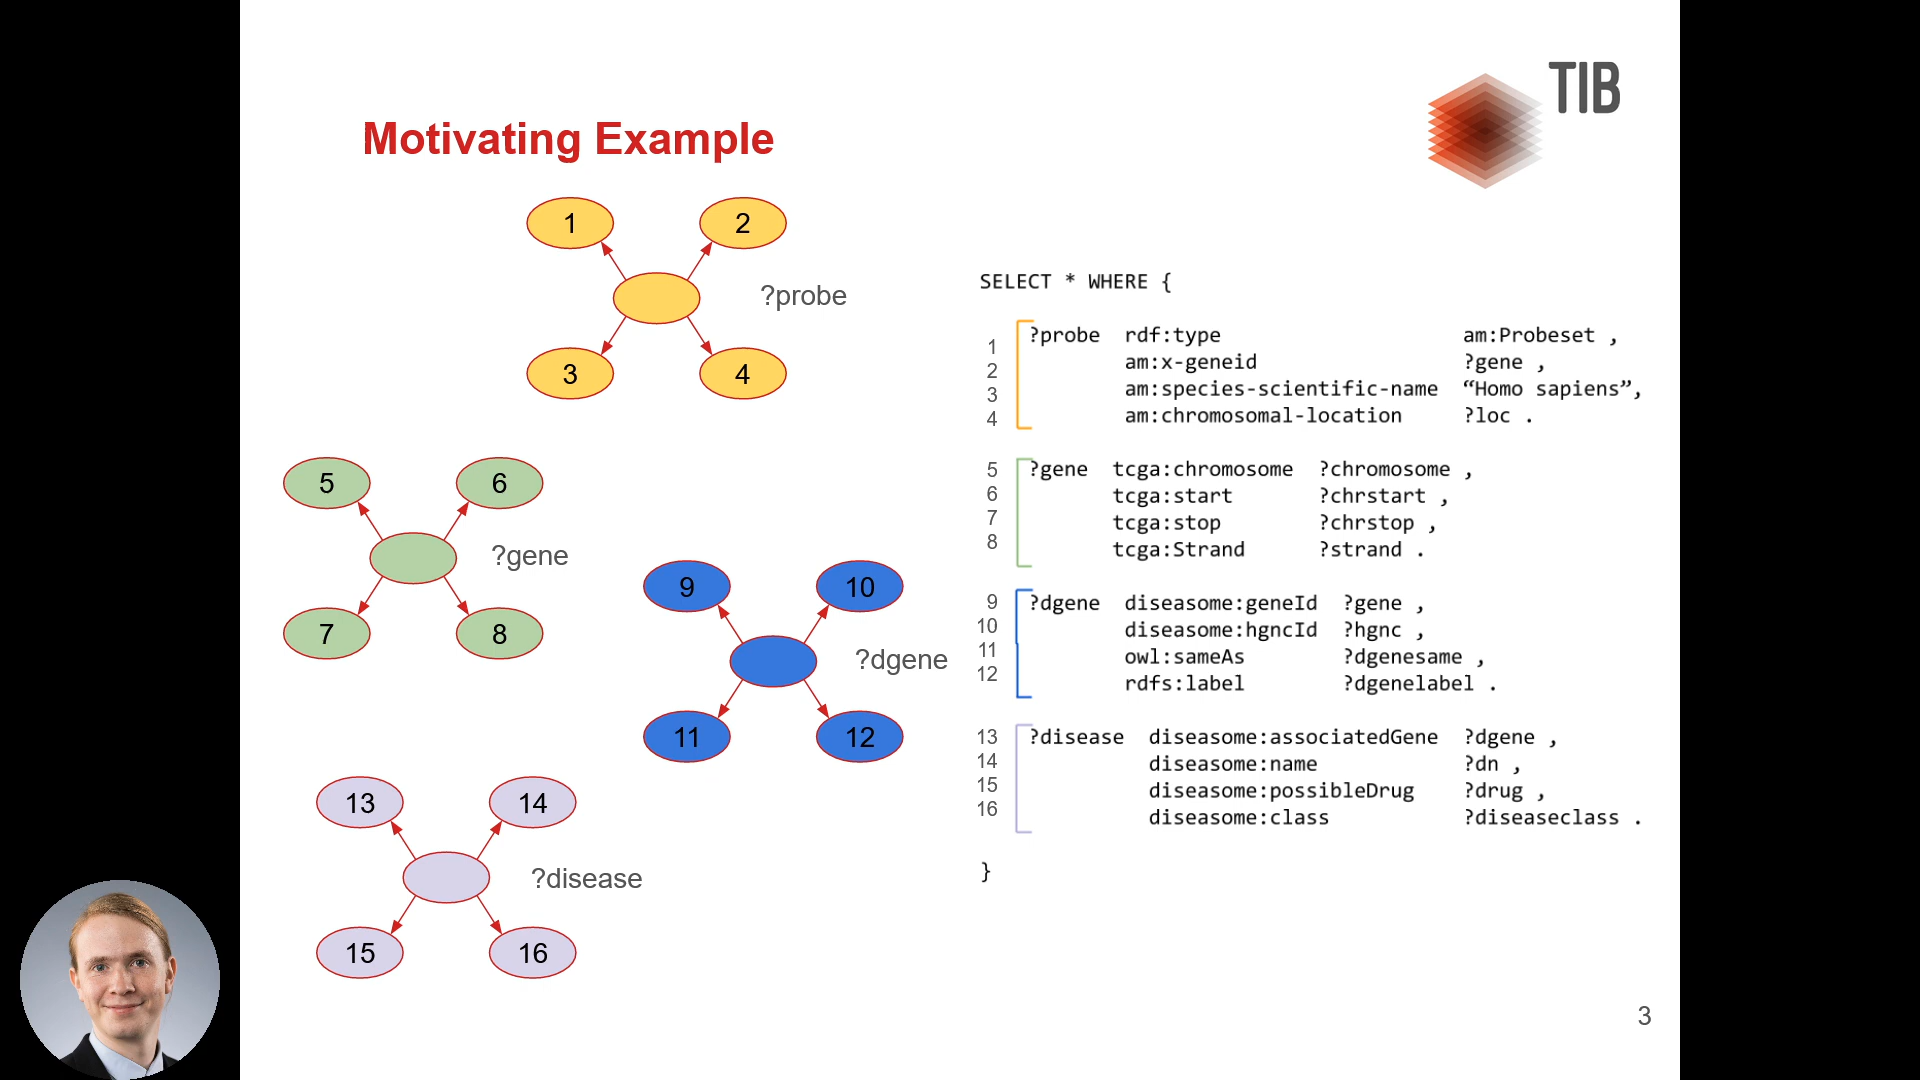 TIB
Motivating Example
1
2
?probe
3
4
5
6
?gene
7
8
9
10
?dgene
11
12
13
14
?disease
15
16
SELECT * WHERE {
1 ?probe rdf:type am:Probeset ,
2 am:x-geneid ?gene ,
3 am:species-scientific-name “Homo sapiens”,
4 am:chromosomal-location ?loc .
5 ?gene tcga:chromosome ?chromosome ,
6 tcga:start ?chrstart ,
7 tcga:stop ?chrstop ,
8 tcga:Strand ?strand .
9 ?dgene diseasome:geneId ?gene ,
10 diseasome:hgncId ?hgnc ,
11 owl:sameAs ?dgenesame ,
12 rdfs:label ?dgenelabel .
13 ?disease diseasome:associatedGene ?dgene ,
14 diseasome:name ?dn ,
15 diseasome:possibleDrug ?drug ,
16 diseasome:class ?diseaseclass .
}
3